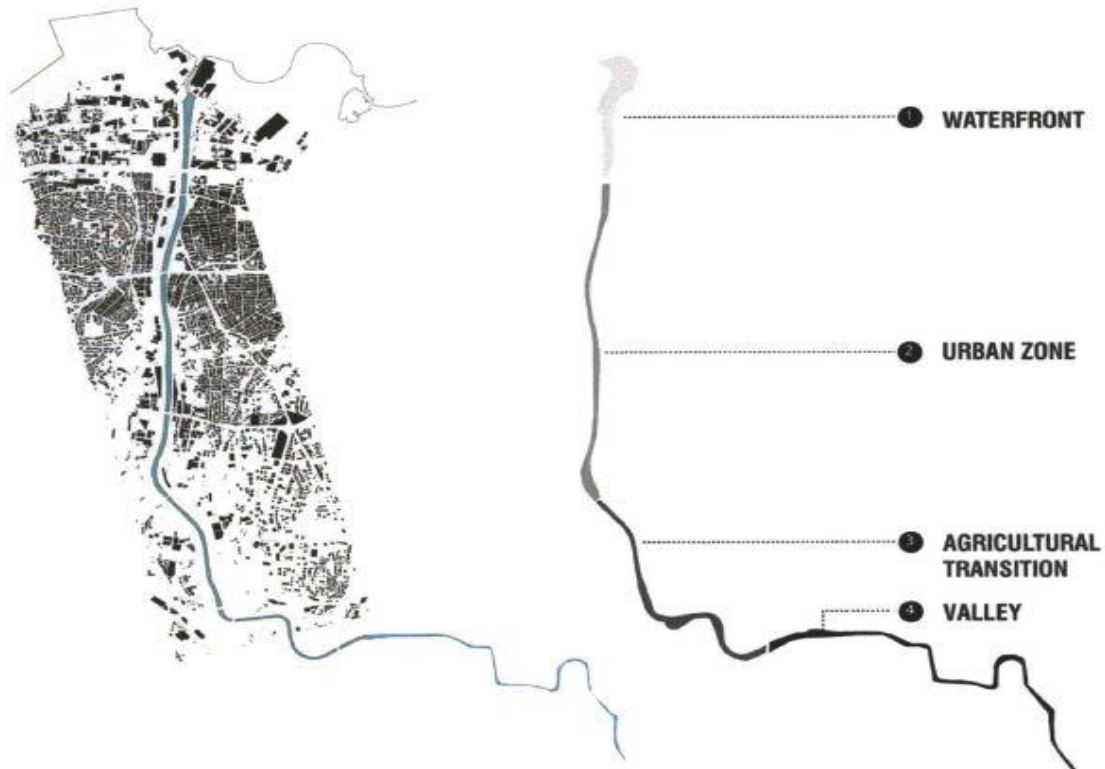 1 WATERFRONT
2 URBAN ZONE
3 AGRICULTURAL
TRANSITION
4 VALLEY